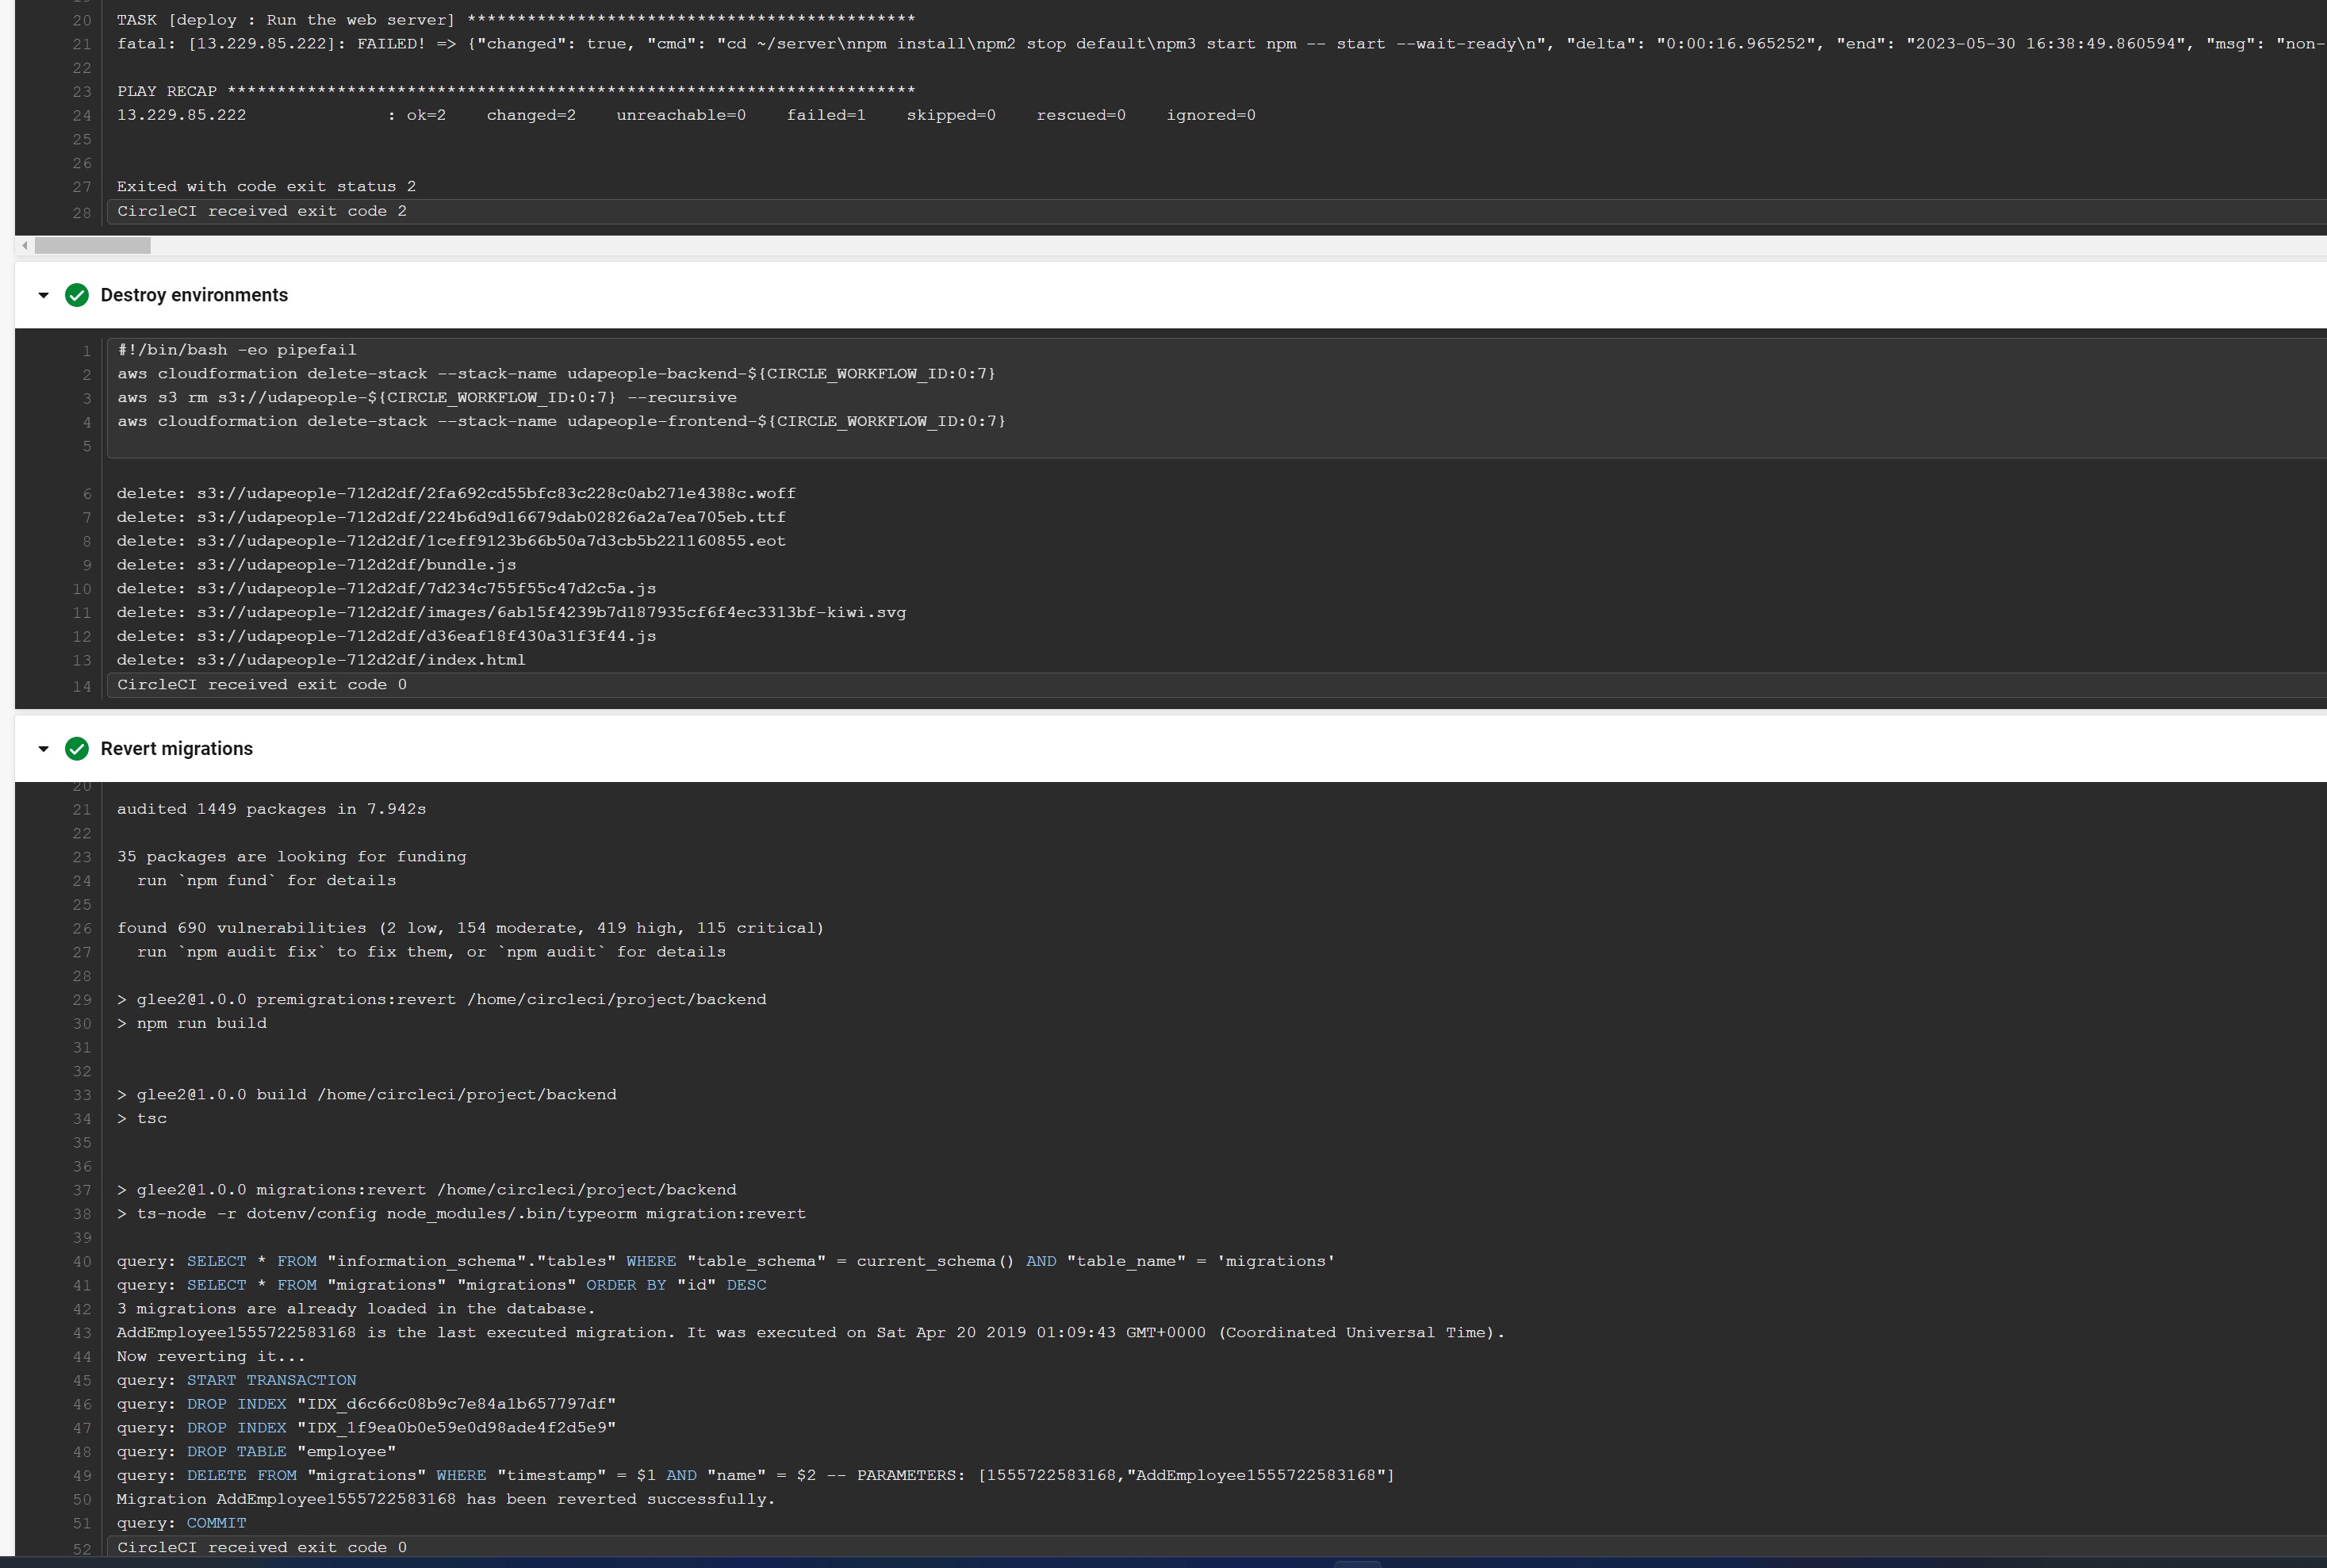 20 TASK [deploy : Run the web server] *********************************************
21 fatal: [13.229.85.222]: FAILED! => {"changed": true, "cmd": "cd ~/server\nnpm install\npm2 stop default\npm3 start npm -- start --wait-ready\n", "delta": "0:00:16.965252", "end": "2023-05-30 16:38:49.860594", "msg": "non-
22
23 PLAY RECAP *********************************************************************
24 13.229.85.222 : ok=2 changed=2 unreachable=0 failed=1 skipped=0 rescued=0 ignored=0
25
26
27 Exited with code exit status 2
28 CircleCI received exit code 2
Destroy environments
1 #!/bin/bash -eo pipefail
2 aws cloudformation delete-stack --stack-name udapeople-backend-${CIRCLE_WORKFLOW_ID:0:7}
3 aws s3 rm s3://udapeople-${CIRCLE_WORKFLOW_ID:0:7} --recursive
4 aws cloudformation delete-stack --stack-name udapeople-frontend-${CIRCLE_WORKFLOW_ID:0:7}
5
6 delete: s3://udapeople-712d2df/2fa692cd55bfc83c228c0ab271e4388c.woff
7 delete: s3://udapeople-712d2df/224b6d9d16679dab02826a2a7ea705eb.ttf
8 delete: s3://udapeople-712d2df/1ceff9123b66b50a7d3cb5b221160855.eot
9 delete: s3://udapeople-712d2df/bundle.js
10 delete: s3://udapeople-712d2df/7d234c755f55c47d2c5a.js
11 delete: s3://udapeople-712d2df/images/6ab15f4239b7d187935cf6f4ec3313bf-kiwi.svg
12 delete: s3://udapeople-712d2df/d36eaf18f430a31f3f44.js
13 delete: s3://udapeople-712d2df/index.html
14 CircleCI received exit code 0
Revert migrations
20
21 audited 1449 packages in 7.942s
22
23 35 packages are looking for funding
24 run `npm fund` for details
25
26 found 690 vulnerabilities (2 low, 154 moderate, 419 high, 115 critical)
27 run `npm audit fix` to fix them, or `npm audit` for details
28
29 > glee2@1.0.0 premigrations:revert /home/circleci/project/backend
30 > npm run build
31
32
33 > glee2@1.0.0 build /home/circleci/project/backend
34 > tsc
35
36
37 > glee2@1.0.0 migrations:revert /home/circleci/project/backend
38 > ts-node -r dotenv/config node_modules/.bin/typeorm migration:revert
39
40 query: SELECT * FROM "information_schema"."tables" WHERE "table_schema" = current_schema() AND "table_name" = 'migrations'
41 query: SELECT * FROM "migrations" "migrations" ORDER BY "id" DESC
42 3 migrations are already loaded in the database.
43 AddEmployee1555722583168 is the last executed migration. It was executed on Sat Apr 20 2019 01:09:43 GMT+0000 (Coordinated Universal Time).
44 Now reverting it...
45 query: START TRANSACTION
46 query: DROP INDEX "IDX_d6c66c08b9c7e84a1b657797df"
47 query: DROP INDEX "IDX_1f9ea0b0e59e0d98ade4f2d5e9"
48 query: DROP TABLE "employee"
49 query: DELETE FROM "migrations" WHERE "timestamp" = $1 AND "name" = $2 -- PARAMETERS: [1555722583168,"AddEmployee1555722583168"]
50 Migration AddEmployee1555722583168 has been reverted successfully.
51 query: COMMIT
52 CircleCI received exit code 0